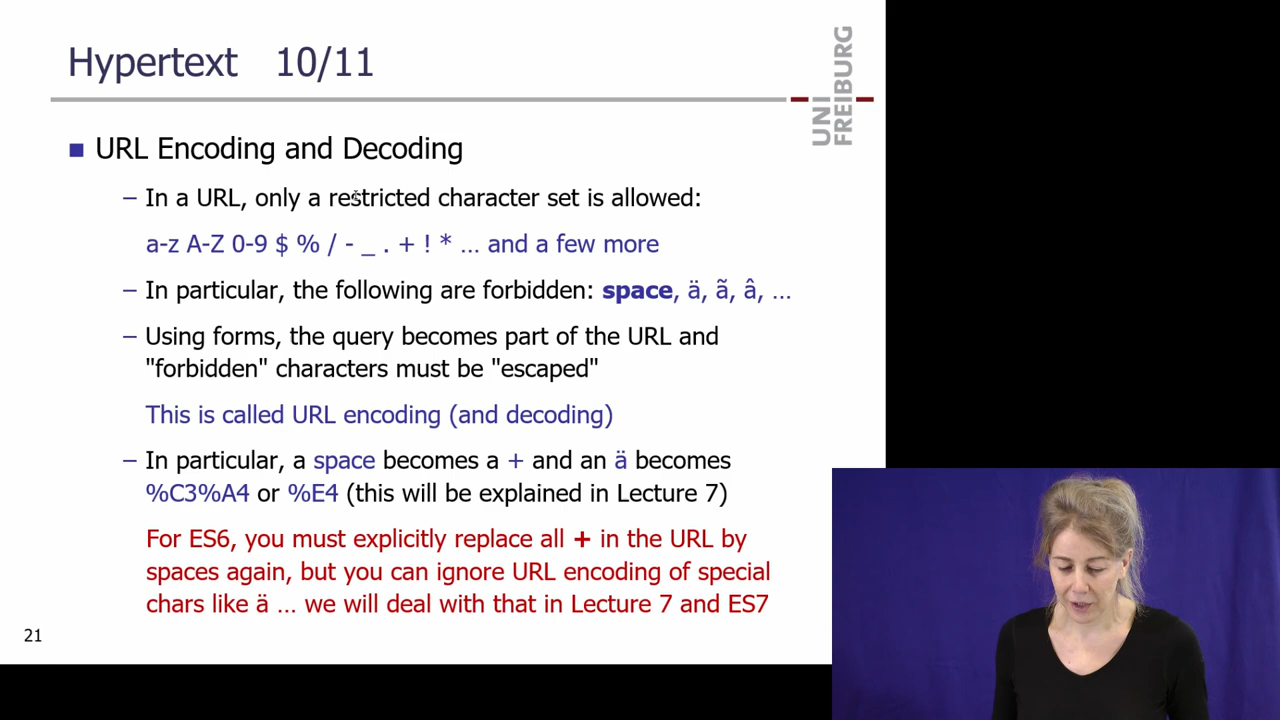 Hypertext 10/11
UNI
FREIBURG
URL Encoding and Decoding
– In a URL, only a restricted character set is allowed:
a-z A-Z 0-9 $ % / - _ . + ! * … and a few more
– In particular, the following are forbidden: space, ä, ã, â, …
– Using forms, the query becomes part of the URL and
"forbidden" characters must be "escaped"
This is called URL encoding (and decoding)
– In particular, a space becomes a + and an ä becomes
%C3%A4 or %E4 (this will be explained in Lecture 7)
For ES6, you must explicitly replace all + in the URL by
spaces again, but you can ignore URL encoding of special
chars like ä … we will deal with that in Lecture 7 and ES7
21